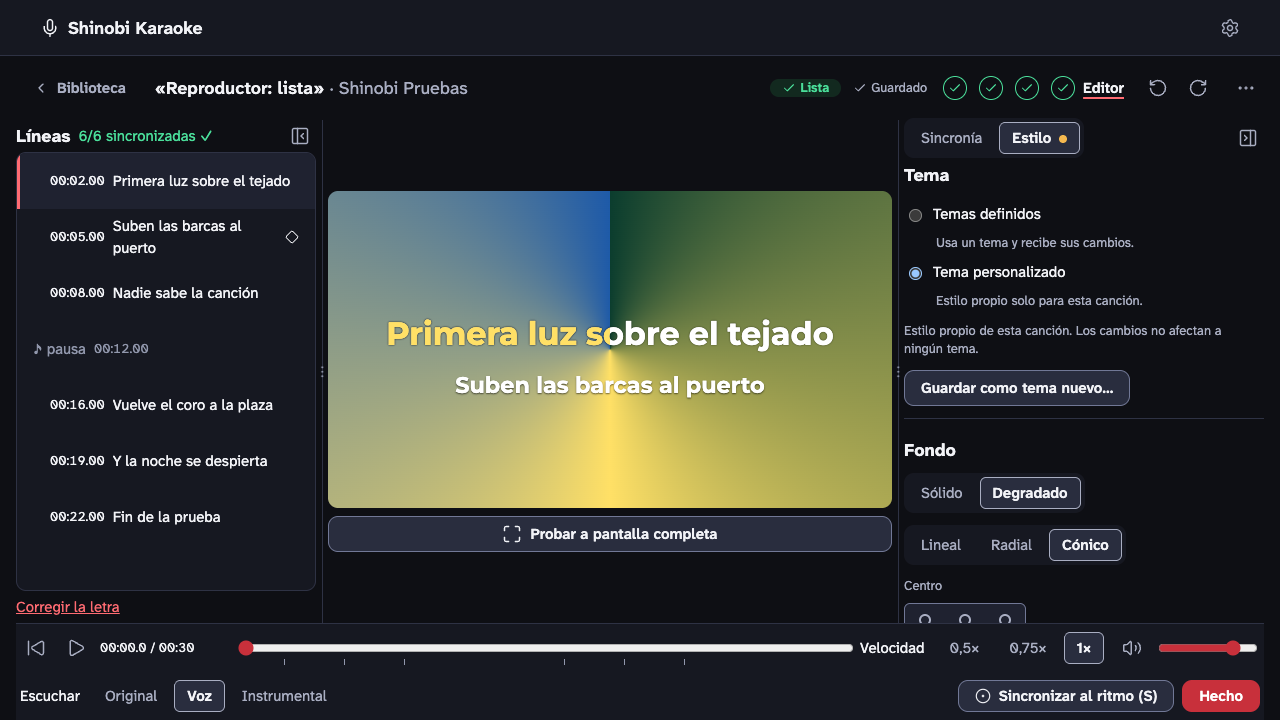 Shinobi Karaoke
Biblioteca
«Reproductor: lista» · Shinobi Pruebas
Lista
Guardado
Editor
Líneas 6/6 sincronizadas
00:02.00 Primera luz sobre el tejado
00:05.00 Suben las barcas al
puerto
00:08.00 Nadie sabe la canción
♪ pausa 00:12.00
00:16.00 Vuelve el coro a la plaza
00:19.00 Y la noche se despierta
00:22.00 Fin de la prueba
Corregir la letra
Primera luz sobre el tejado
Suben las barcas al puerto
Probar a pantalla completa
Sincronía Estilo
Tema
Temas definidos
Usa un tema y recibe sus cambios.
Tema personalizado
Estilo propio solo para esta canción.
Estilo propio de esta canción. Los cambios no afectan a
ningún tema.
Guardar como tema nuevo...
Fondo
Sólido Degradado
Lineal Radial Cónico
Centro
00:00.0 / 00:30
Velocidad 0,5× 0,75× 1×
Escuchar Original Voz Instrumental
Sincronizar al ritmo (S)
Hecho